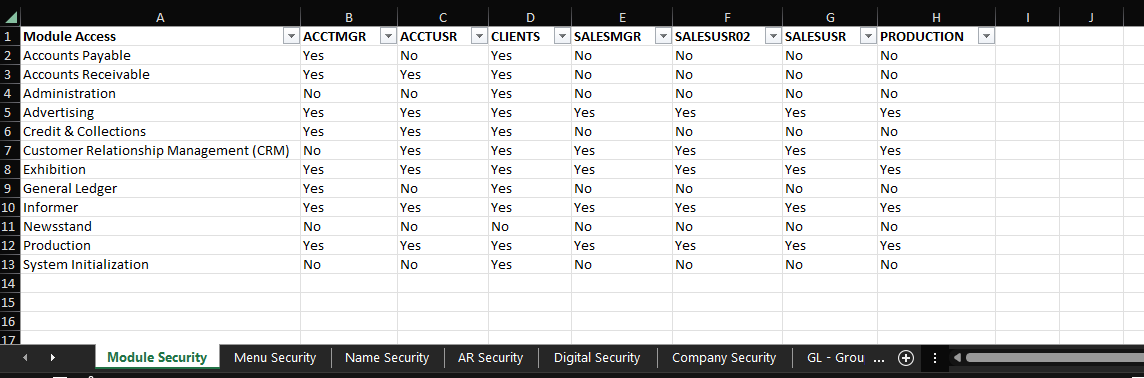 A B C D E F G H I J
1 Module Access ACCTMGR ACCTUSR CLIENTS SALESMGR SALESUSR02 SALESUSR PRODUCTION
2 Accounts Payable Yes No Yes No No No No
3 Accounts Receivable Yes Yes Yes No No No No
4 Administration No No Yes No No No No
5 Advertising Yes Yes Yes Yes Yes Yes Yes
6 Credit & Collections Yes Yes Yes No No No No
7 Customer Relationship Management (CRM) No Yes Yes Yes Yes Yes Yes
8 Exhibition Yes Yes Yes Yes Yes Yes Yes
9 General Ledger Yes No Yes No No No No
10 Informer Yes Yes Yes Yes Yes Yes Yes
11 Newsstand No No No No No No No
12 Production Yes Yes Yes Yes Yes Yes Yes
13 System Initialization No No Yes No No No No
14
15
16
17
Module Security Menu Security Name Security AR Security Digital Security Company Security GL - Grou ...